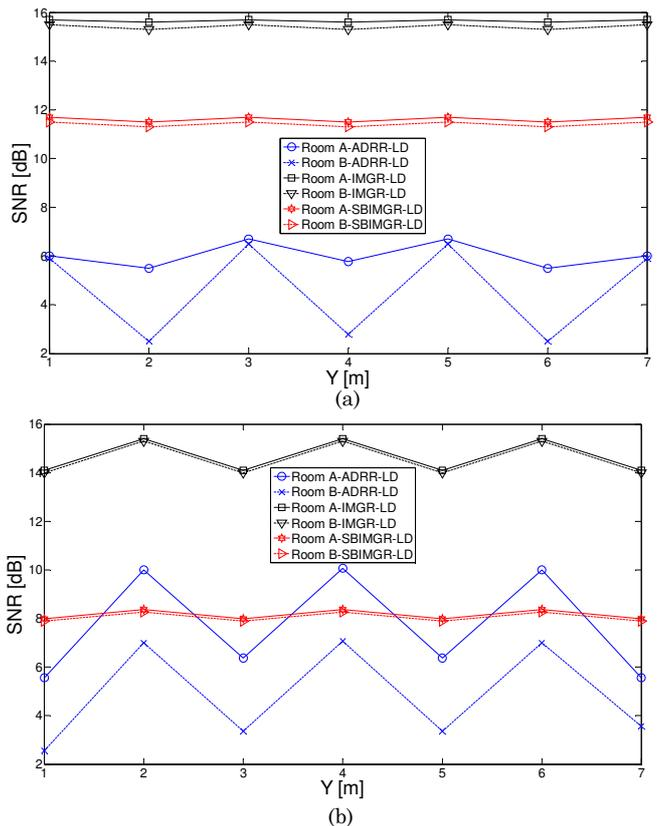 16
14
12
10
8
6
4
2
SNR [dB]
Room A-ADRR-LD
Room B-ADRR-LD
Room A-IMGR-LD
Room B-IMGR-LD
Room A-SBIMGR-LD
Room B-SBIMGR-LD
1 2 3 4 5 6 7
Y [m]
(a)
16
14
12
10
8
6
4
2
SNR [dB]
Room A-ADRR-LD
Room B-ADRR-LD
Room A-IMGR-LD
Room B-IMGR-LD
Room A-SBIMGR-LD
Room B-SBIMGR-LD
1 2 3 4 5 6 7
Y [m]
(b)